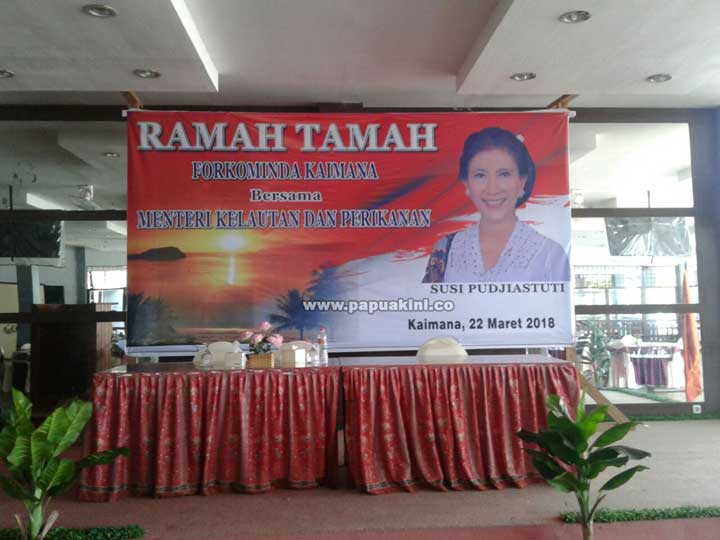 RAMAH TAMAH
FORKOMINDA KAIMANA
Bersama
MENTERI KELAUTAN DAN PERIKANAN
SUSI PUDJIASTUTI
www.papuakini.co
Kaimana, 22 Maret 2018